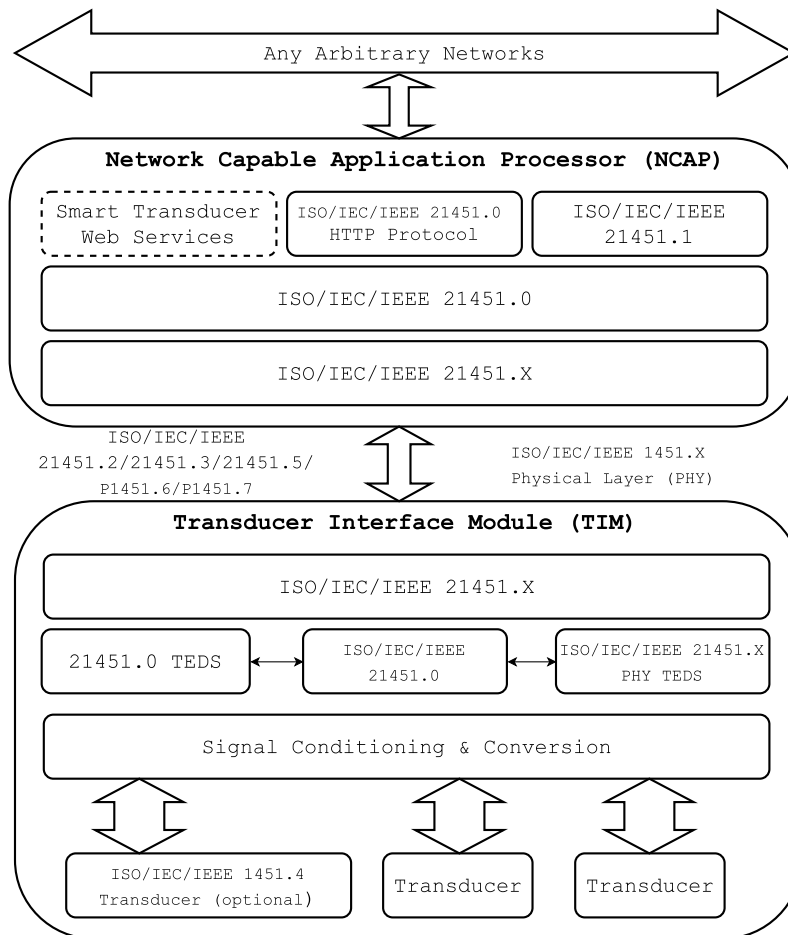 Any Arbitrary Networks
Network Capable Application Processor (NCAP)
Smart Transducer
Web Services
ISO/IEC/IEEE 21451.0
HTTP Protocol
ISO/IEC/IEEE
21451.1
ISO/IEC/IEEE 21451.0
ISO/IEC/IEEE 21451.X
ISO/IEC/IEEE
21451.2/21451.3/21451.5/
P1451.6/P1451.7
ISO/IEC/IEEE 1451.X
Physical Layer (PHY)
Transducer Interface Module (TIM)
ISO/IEC/IEEE 21451.X
21451.0 TEDS
ISO/IEC/IEEE
21451.0
ISO/IEC/IEEE 21451.X
PHY TEDS
Signal Conditioning & Conversion
ISO/IEC/IEEE 1451.4
Transducer (optional)
Transducer
Transducer